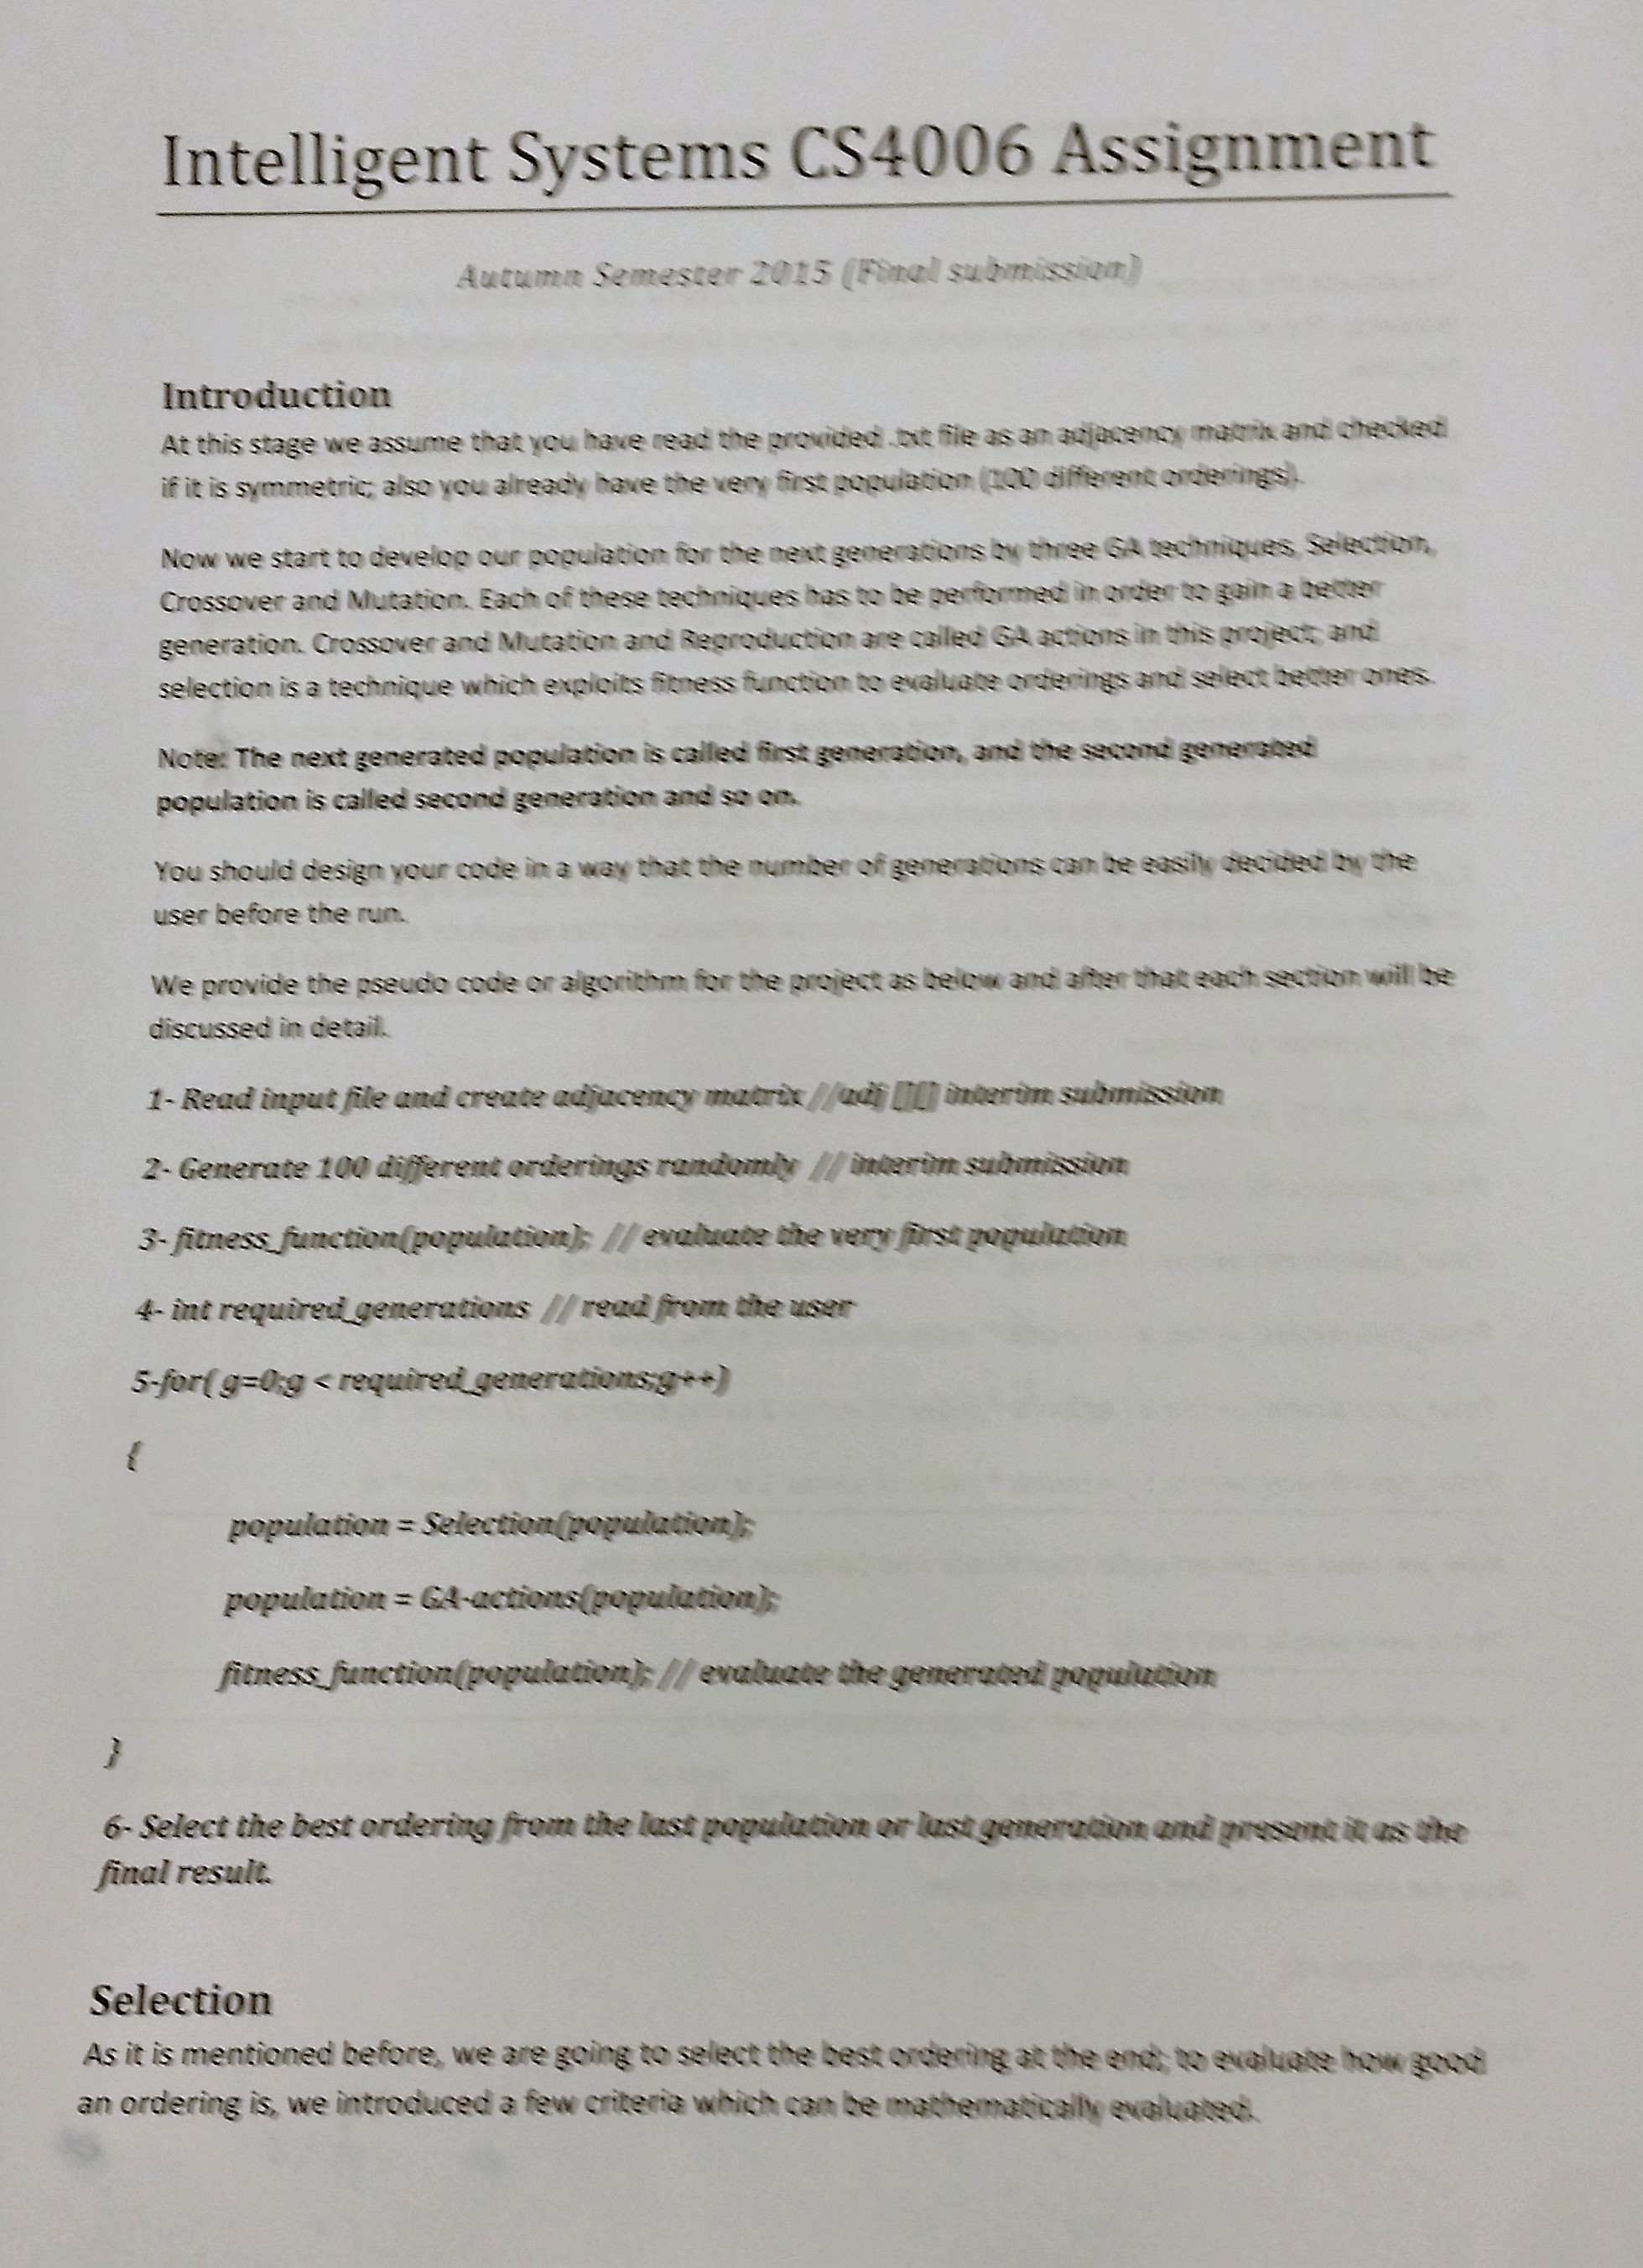 Intelligent Systems CS4006 Assignment
Autumn Semester 2015 (Final submission)
Introduction
At this stage we assume that you have read the provided .txt file as an adjacency matrix and checked
if it is symmetric; also you already have the very first population (100 different orderings).
Now we start to develop our population for the next generations by three GA techniques, Selection,
Crossover and Mutation. Each of these techniques has to be performed in order to gain a better
generation. Crossover and Mutation and Reproduction are called GA actions in this project; and
selection is a technique which exploits fitness function to evaluate orderings and select better ones.
Note: The next generated population is called first generation, and the second generated
population is called second generation and so on.
You should design your code in a way that the number of generations can be easily decided by the
user before the run.
We provide the pseudo code or algorithm for the project as below and after that each section will be
discussed in detail.
1- Read input file and create adjacency matrix //adj [][] interim submission
2- Generate 100 different orderings randomly // interim submission
3- fitness_function(population); // evaluate the very first population
4- int required_generations // read from the user
5-for( g=0;g < required_generations;g++)
{
population = Selection(population);
population = GA-actions(population);
fitness_function(population); // evaluate the generated population
}
6- Select the best ordering from the last population or last generation and present it as the
final result.
Selection
As it is mentioned before, we are going to select the best ordering at the end; to evaluate how good
an ordering is, we introduced a few criteria which can be mathematically evaluated.